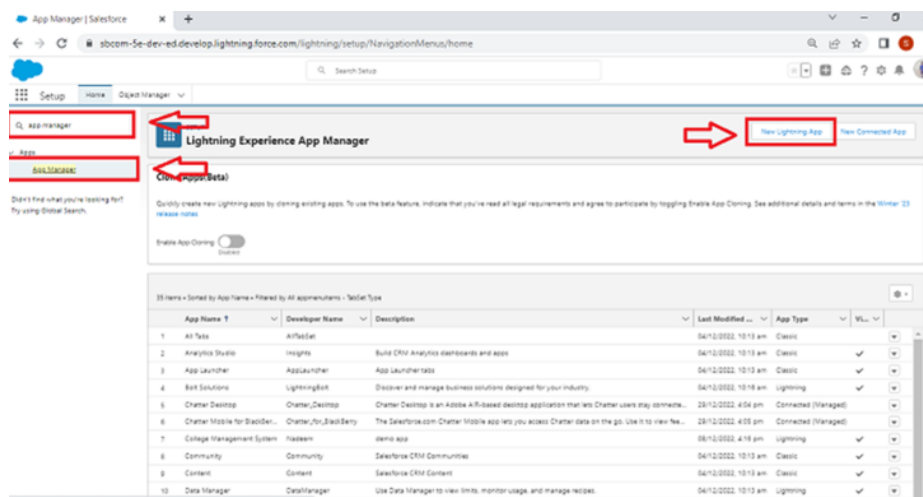 App Manager | Salesforce
sbcom-5e-dev-ed.develop.lightning.force.com/lightning/setup/NavigationMenus/home
S
Search Setup
Setup Home Object Manager
app manager
Apps
App Manager
Didn't find what you're looking for?
Try using Global Search.
Lightning Experience App Manager
New Lightning App New Connected App
Clone Apps (Beta)
Quickly create new Lightning apps by cloning existing apps. To use the beta feature, indicate that you've read all legal requirements and agree to participate by toggling Enable App Cloning. See additional details and terms in the Winter '23
release notes
Enable App Cloning
Disabled
35 items • Sorted by App Name • Filtered by All appmenuitems - TabSet Type
App Name Developer Name Description Last Modified ... App Type Vi...
1 All Tabs AllTabSet 04/12/2022, 10:13 am Classic
2 Analytics Studio Insights Build CRM Analytics dashboards and apps 04/12/2022, 10:13 am Classic
3 App Launcher AppLauncher App Launcher tabs 04/12/2022, 10:13 am Classic
4 Bolt Solutions LightningBolt Discover and manage business solutions designed for your industry. 04/12/2022, 10:16 am Lightning
5 Chatter Desktop Chatter_Desktop Chatter Desktop is an Adobe AIR-based desktop application that lets Chatter users stay connecte... 29/12/2022, 4:04 pm Connected (Managed)
6 Chatter Mobile for BlackBer... Chatter_for_BlackBerry The Salesforce.com Chatter Mobile app lets you access Chatter data on the go. Use it to view fee... 29/12/2022, 4:05 pm Connected (Managed)
7 College Management System Nadeem demo app 08/12/2022, 4:16 pm Lightning
8 Community Community Salesforce CRM Communities 04/12/2022, 10:13 am Classic
9 Content Content Salesforce CRM Content 04/12/2022, 10:13 am Classic
10 Data Manager DataManager Use Data Manager to view limits, monitor usage, and manage recipes. 04/12/2022, 10:13 am Lightning